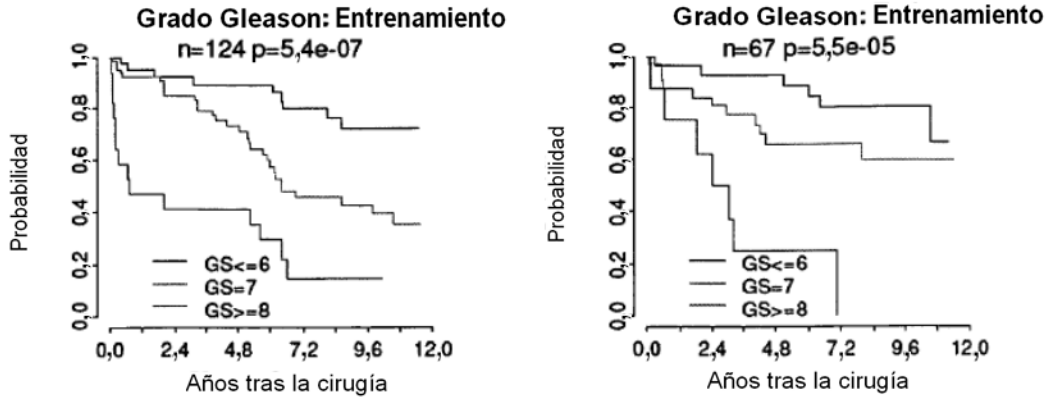 Grado Gleason: Entrenamiento
n=124 p=5,4e-07
Probabilidad
1,0
0,8
0,6
0,4
0,2
0,0
GS<=6
GS=7
GS>=8
0,0 2,4 4,8 7,2 9,6 12,0
Años tras la cirugía
Grado Gleason: Entrenamiento
n=67 p=5,5e-05
Probabilidad
1,0
0,8
0,6
0,4
0,2
0,0
GS<=6
GS=7
GS>=8
0,0 2,4 4,8 7,2 9,6 12,0
Años tras la cirugía